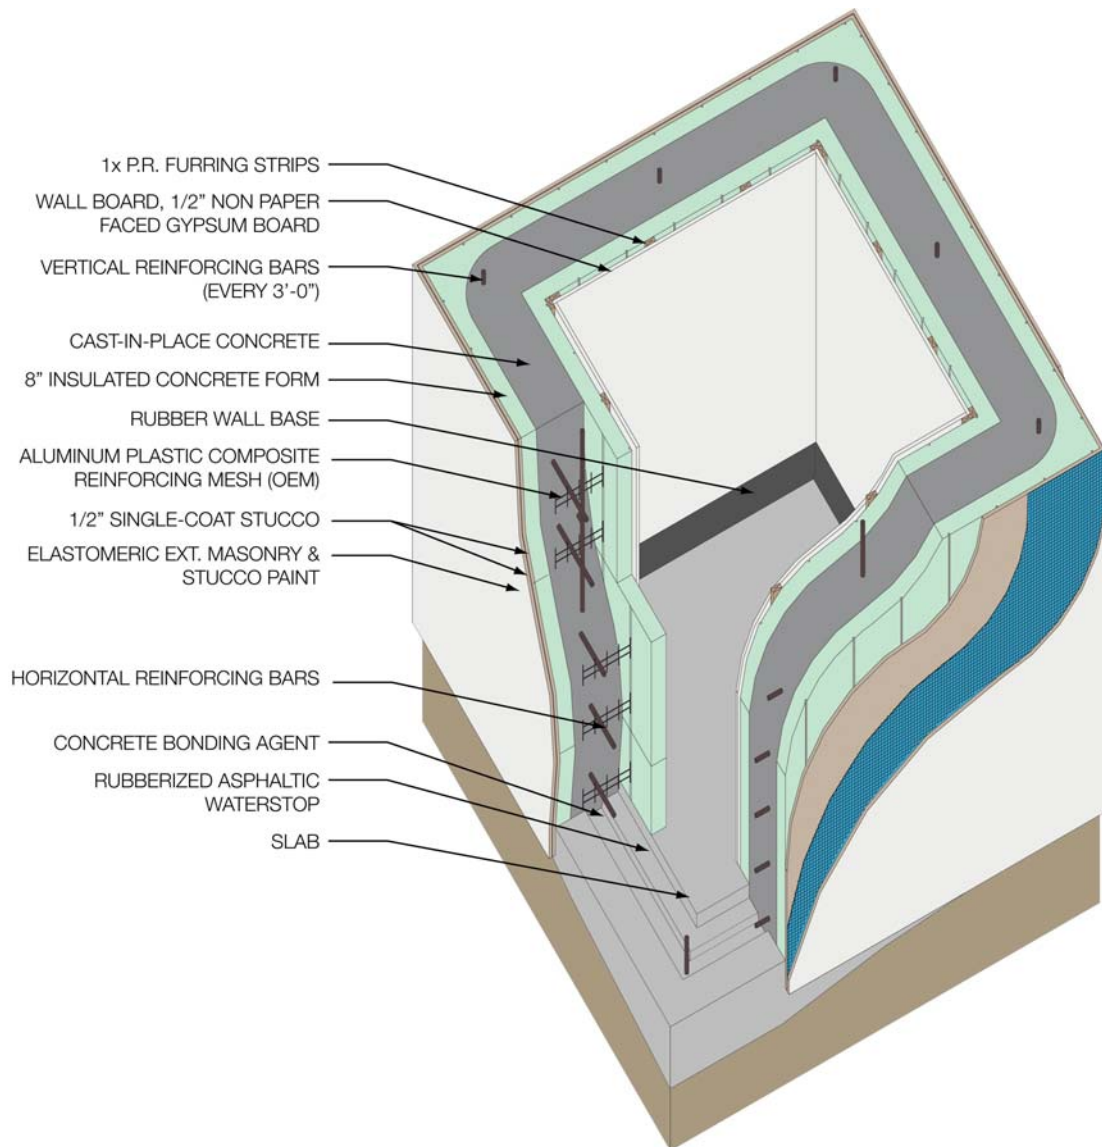 1x P.R. FURRING STRIPS
WALL BOARD, 1/2" NON PAPER
FACED GYPSUM BOARD
VERTICAL REINFORCING BARS
(EVERY 3'-0")
CAST-IN-PLACE CONCRETE
8" INSULATED CONCRETE FORM
RUBBER WALL BASE
ALUMINUM PLASTIC COMPOSITE
REINFORCING MESH (OEM)
1/2" SINGLE-COAT STUCCO
ELASTOMERIC EXT. MASONRY &
STUCCO PAINT
HORIZONTAL REINFORCING BARS
CONCRETE BONDING AGENT
RUBBERIZED ASPHALTIC
WATERSTOP
SLAB